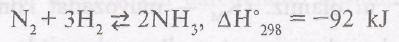 N₂ + 3H₂ ⇄ 2NH₃, ΔH°₂₉₈ = −92 kJ